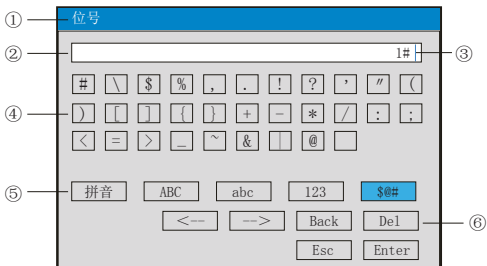 ① 位号
② 1# ③
# \ $ % , . ! ? ’ ″ (
④ ) [ ] { } + - * / : ;
< = > _ ~ & | @
⑤ 拼音 ABC abc 123 $@#
<-- --> Back Del ⑥
Esc Enter